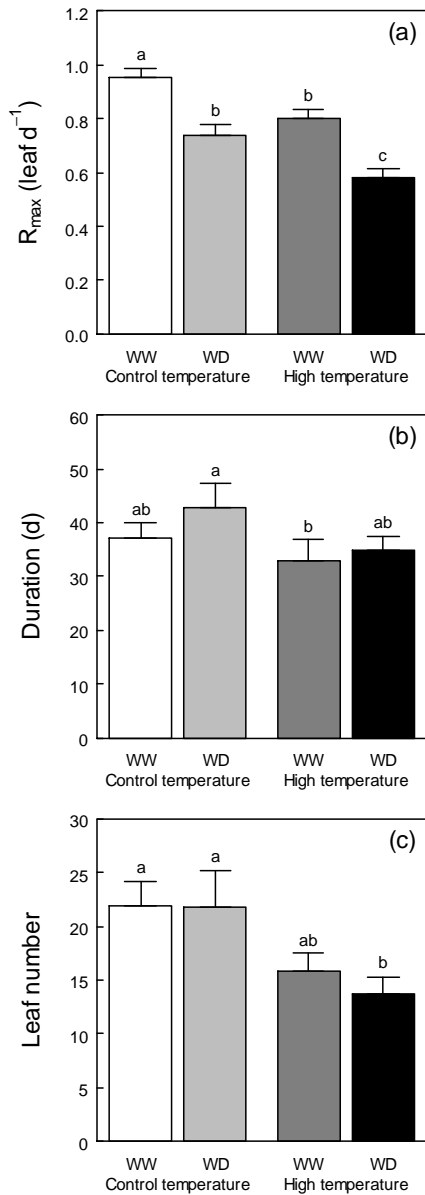 (a)
1.2
1.0
0.8
0.6
0.4
0.2
0.0
R_max (leaf d⁻¹)
a
b
b
c
WW WD WW WD
Control temperature High temperature
(b)
60
50
40
30
20
10
0
Duration (d)
ab
a
b
ab
WW WD WW WD
Control temperature High temperature
(c)
30
25
20
15
10
5
0
Leaf number
a
a
ab
b
WW WD WW WD
Control temperature High temperature